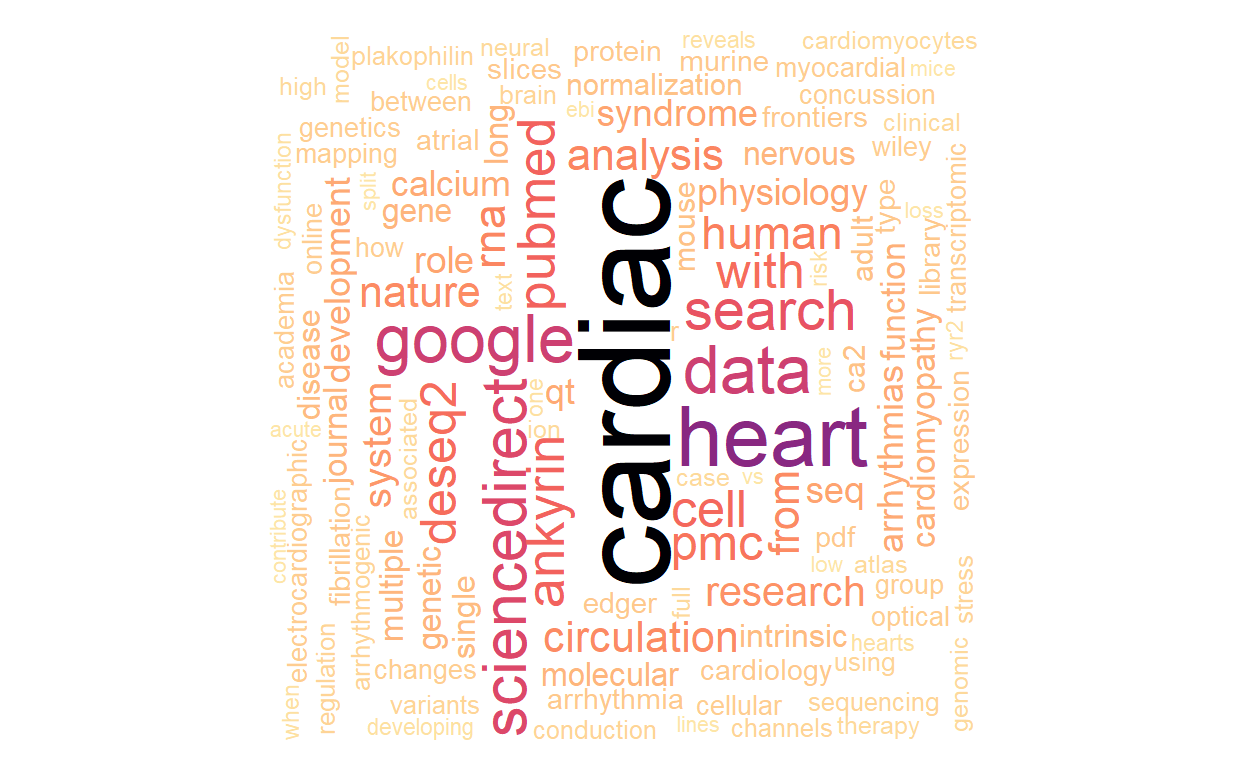 reveals
cardiomyocytes
neural
protein
plakophilin
model
slices
murine
myocardial
mice
high
cells
brain
normalization
between
concussion
ebi
syndrome
frontiers
genetics
long
pubmed
atrial
clinical
mapping
analysis
nervous
wiley
dysfunction
split
calcium
cardiac
mouse
physiology
adult
type
loss
transcriptomic
online
development
gene
rna
human
how
role
with
risk
function
library
academia
nature
text
search
disease
google
r
data
more
ca2
arrhythmias
cardiomyopathy
ryr2
journal
system
deseq2
sciencedirect
one
qt
heart
expression
acute
associated
ion
ankyrin
electrocardiographic
case
vs
from
seq
contribute
fibrillation
cell
arrhythmogenic
multiple
pmc
pdf
genetic
single
low
atlas
edger
full
research
group
stress
optical
regulation
circulation
intrinsic
hearts
genomic
changes
molecular
cardiology
using
when
variants
arrhythmia
cellular
sequencing
developing
conduction
lines
channels
therapy